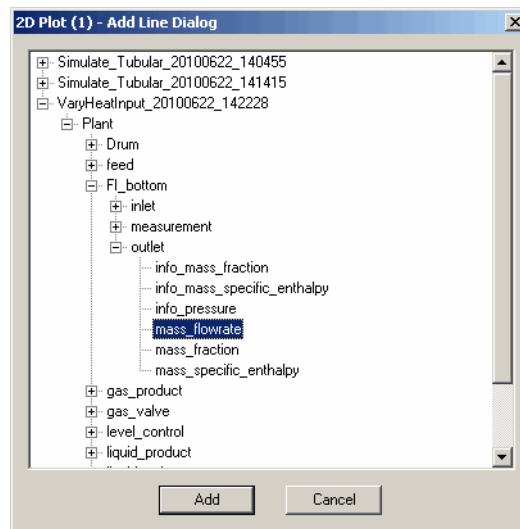 2D Plot (1) - Add Line Dialog
Simulate_Tubular_20100622_140455
Simulate_Tubular_20100622_141415
VaryHeatInput_20100622_142228
Plant
Drum
feed
FI_bottom
inlet
measurement
outlet
info_mass_fraction
info_mass_specific_enthalpy
info_pressure
mass_flowrate
mass_fraction
mass_specific_enthalpy
gas_product
gas_valve
level_control
liquid_product
Add Cancel